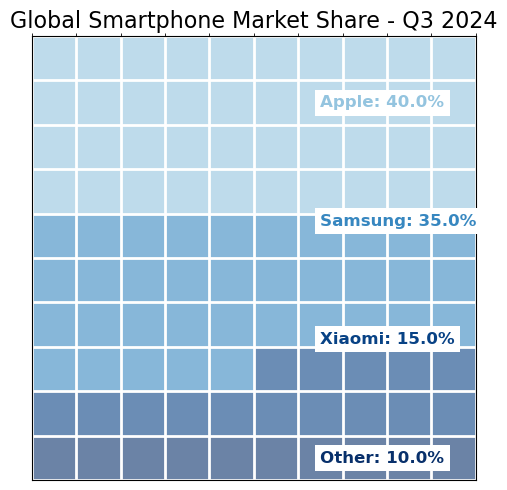 Global Smartphone Market Share - Q3 2024
Apple: 40.0%
Samsung: 35.0%
Xiaomi: 15.0%
Other: 10.0%